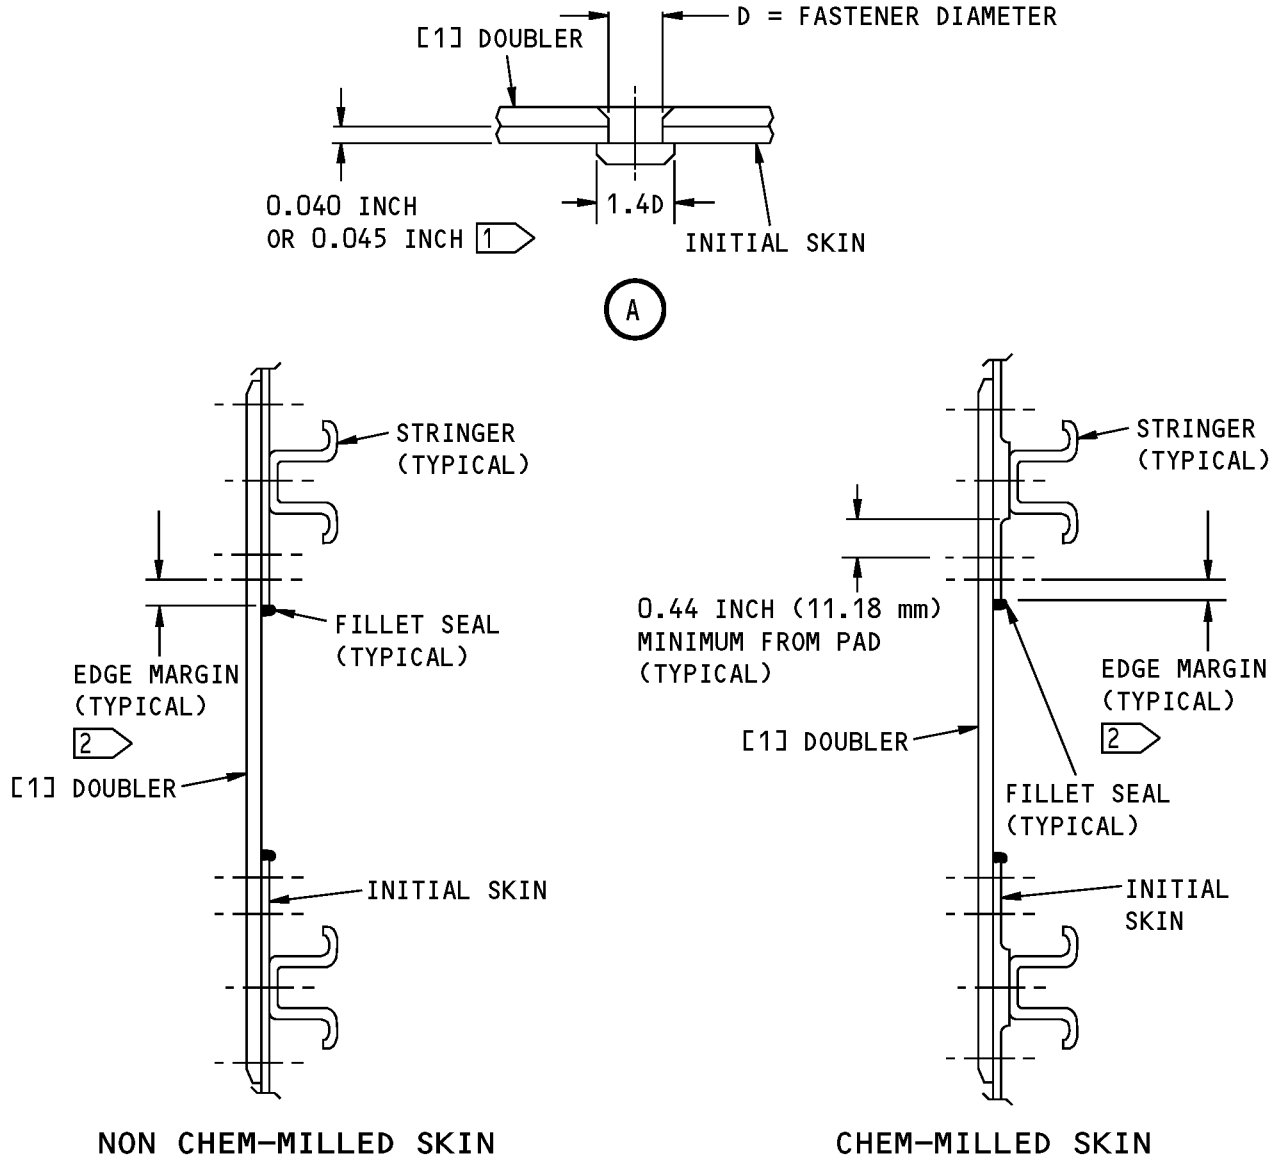 D = FASTENER DIAMETER
[1] DOUBLER
0.040 INCH
OR 0.045 INCH 1
1.4D
INITIAL SKIN
A
STRINGER
(TYPICAL)
FILLET SEAL
(TYPICAL)
EDGE MARGIN
(TYPICAL)
2
[1] DOUBLER
INITIAL SKIN
NON CHEM-MILLED SKIN
STRINGER
(TYPICAL)
0.44 INCH (11.18 mm)
MINIMUM FROM PAD
(TYPICAL)
EDGE MARGIN
(TYPICAL)
2
[1] DOUBLER
FILLET SEAL
(TYPICAL)
INITIAL
SKIN
CHEM-MILLED SKIN